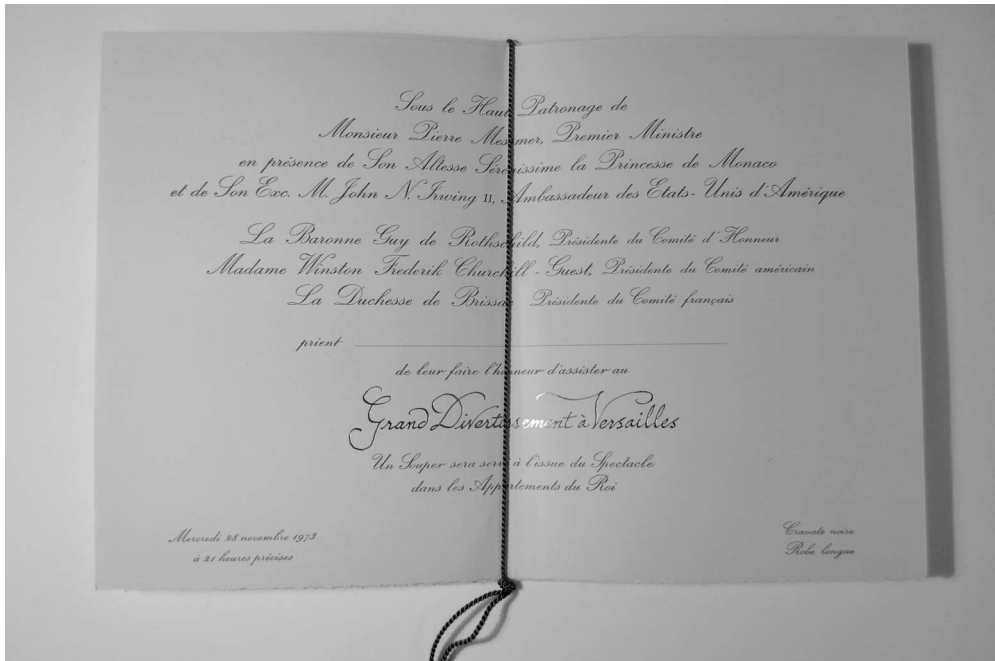 Sous le Haut Patronage de
Monsieur Pierre Messmer, Premier Ministre
en présence de Son Altesse Sérénissime la Princesse de Monaco
et de Son Exc. M. John N. Irwing II, Ambassadeur des Etats-Unis d'Amérique
La Baronne Guy de Rothschild, Présidente du Comité d'Honneur
Madame Winston Frederik Churchill-Guest, Présidente du Comité américain
La Duchesse de Brissac Présidente du Comité français
prient
de leur faire l'honneur d'assister au
Grand Divertissement à Versailles
Un Souper sera servi à l'issue du Spectacle
dans les Appartements du Roi
Mercredi 28 novembre 1973
à 21 heures précises
Cravate noire
Robe longue